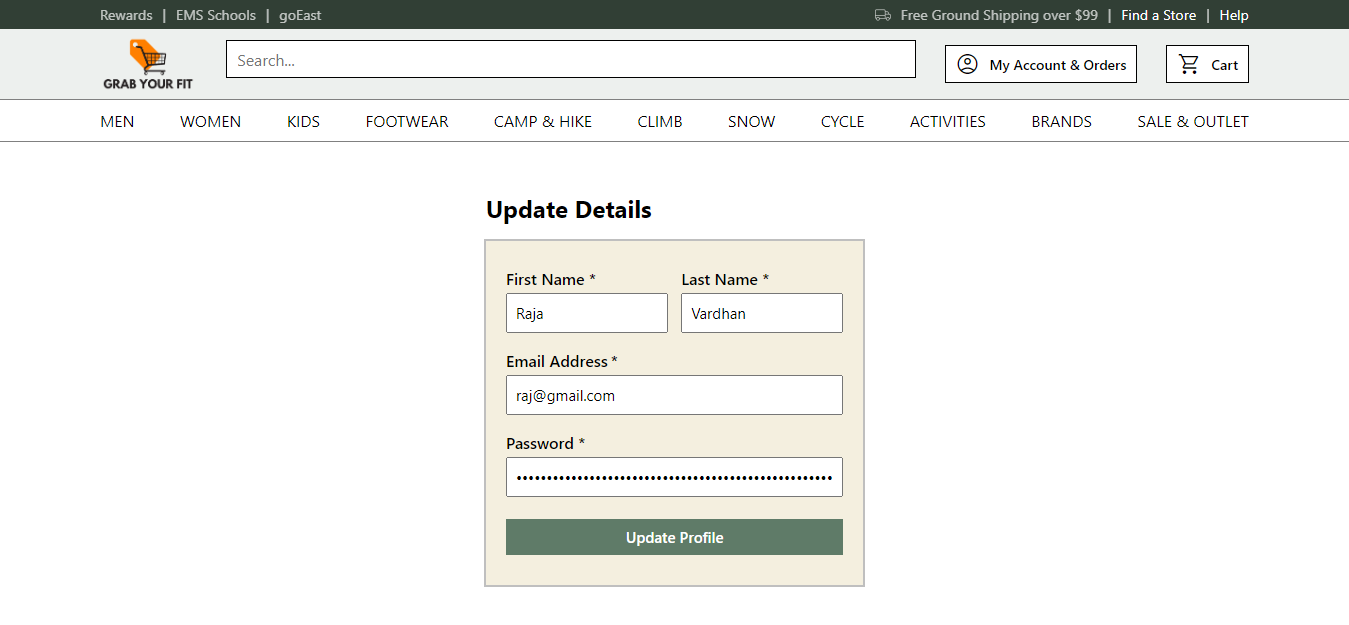 Rewards | EMS Schools | goEast
Free Ground Shipping over $99 | Find a Store | Help
GRAB YOUR FIT
Search...
My Account & Orders
Cart
MEN WOMEN KIDS FOOTWEAR CAMP & HIKE CLIMB SNOW CYCLE ACTIVITIES BRANDS SALE & OUTLET
Update Details
First Name * Last Name *
Raja Vardhan
Email Address *
raj@gmail.com
Password *
Update Profile